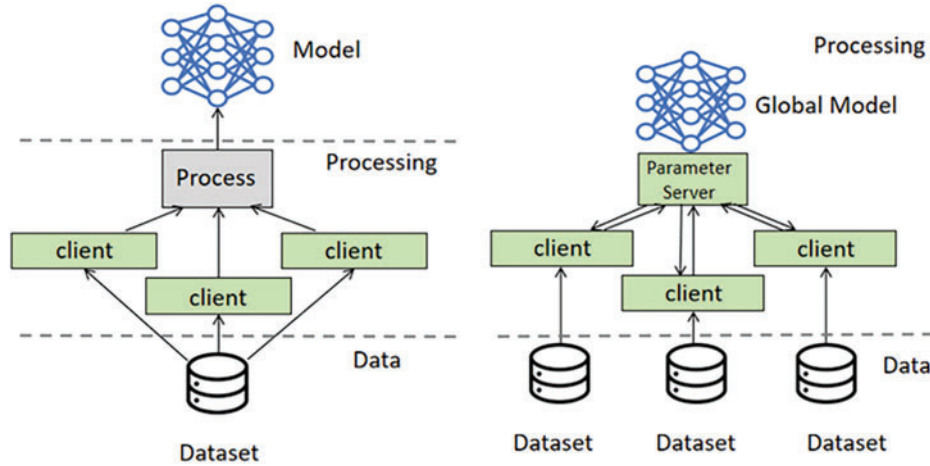 Model
Processing
Process
client
client
client
Data
Dataset
Processing
Global Model
Parameter
Server
client
client
client
Data
Dataset
Dataset
Dataset